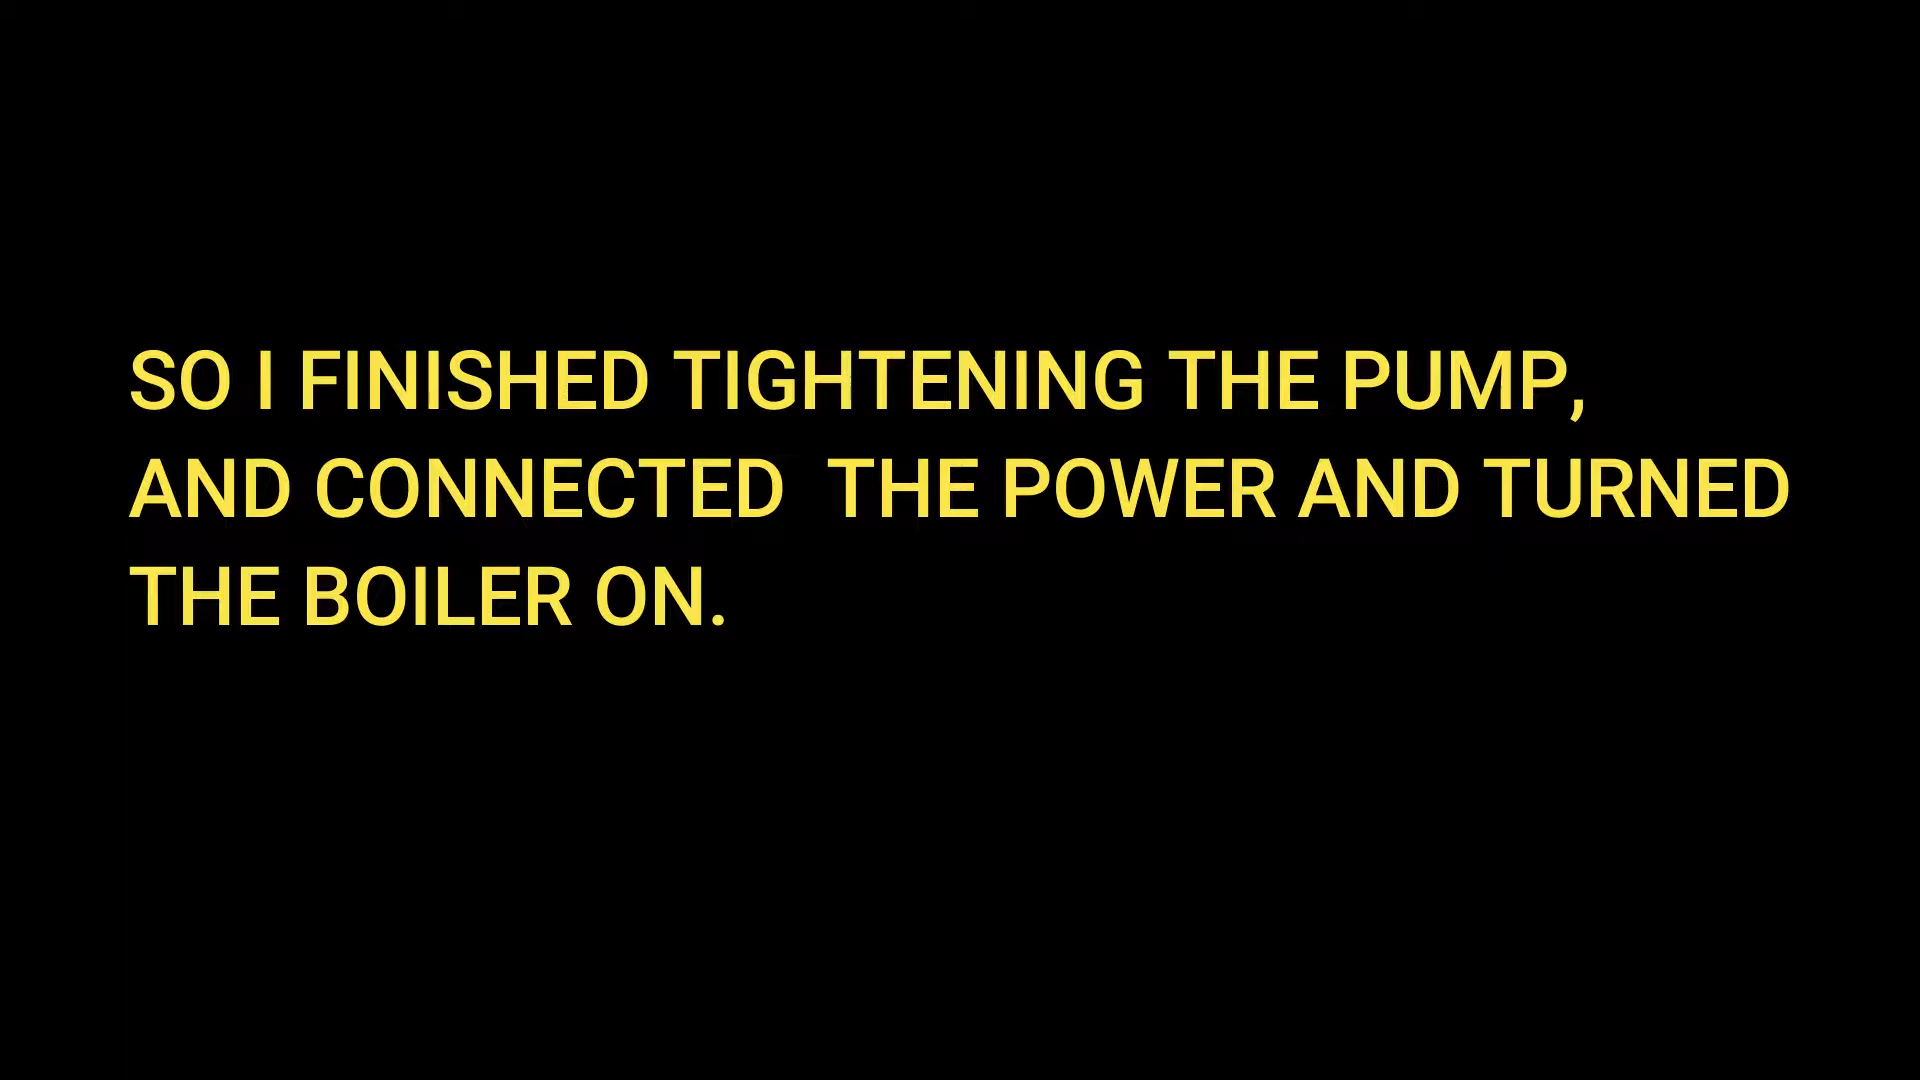 SO I FINISHED TIGHTENING THE PUMP,
AND CONNECTED  THE POWER AND TURNED
THE BOILER ON.